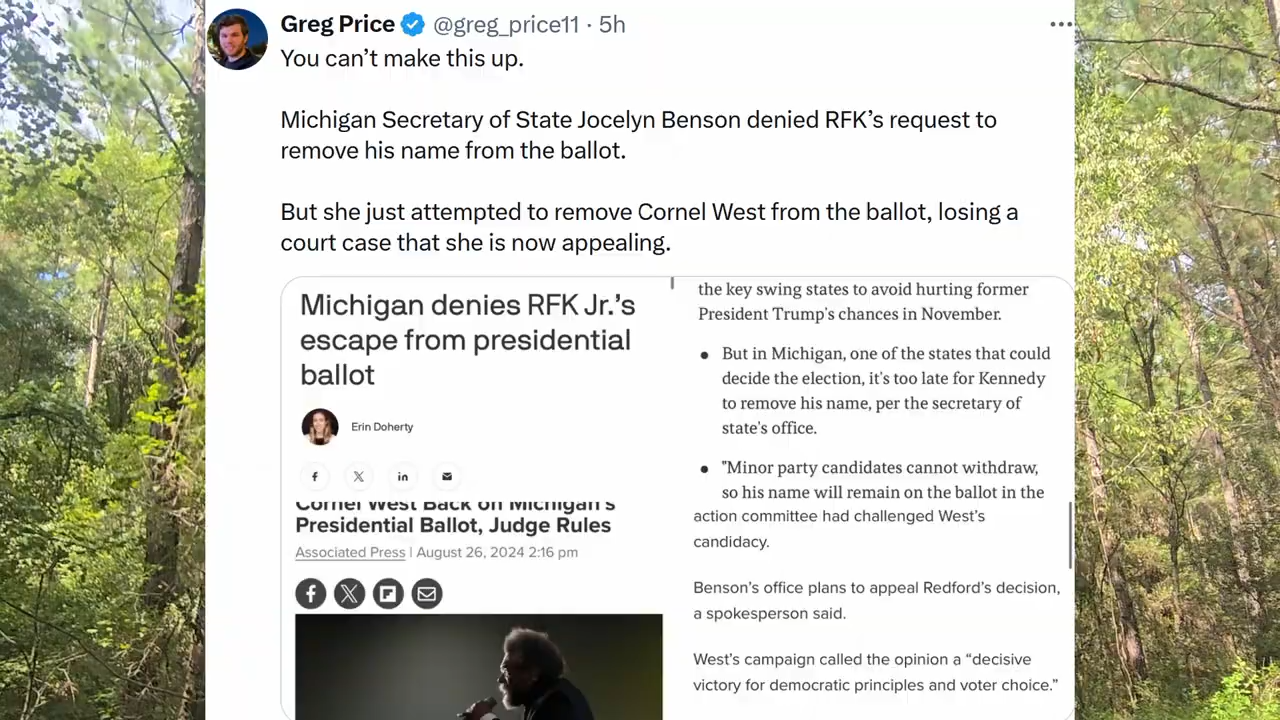 Greg Price @greg_price11 · 5h
You can’t make this up.
Michigan Secretary of State Jocelyn Benson denied RFK’s request to
remove his name from the ballot.
But she just attempted to remove Cornel West from the ballot, losing a
court case that she is now appealing.
Michigan denies RFK Jr.’s
escape from presidential
ballot
Erin Doherty
the key swing states to avoid hurting former
President Trump's chances in November.
But in Michigan, one of the states that could
decide the election, it's too late for Kennedy
to remove his name, per the secretary of
state's office.
"Minor party candidates cannot withdraw,
so his name will remain on the ballot in the
Cornel West Back on Michigan's
Presidential Ballot, Judge Rules
Associated Press | August 26, 2024 2:16 pm
action committee had challenged West’s
candidacy.
Benson’s office plans to appeal Redford’s decision,
a spokesperson said.
West’s campaign called the opinion a “decisive
victory for democratic principles and voter choice.”